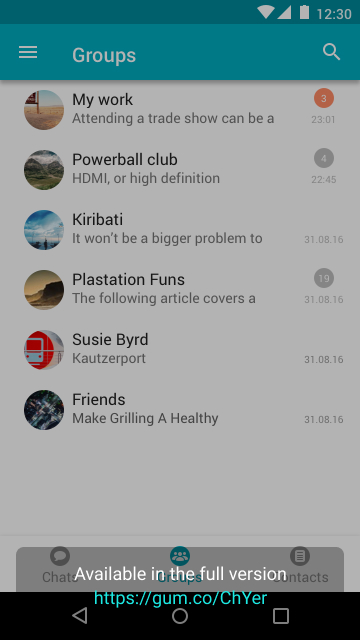 12:30
Groups
My work
3
Attending a trade show can be a
23:01
Powerball club
4
HDMI, or high definition
22:45
Kiribati
It won't be a bigger problem to
31.08.16
Plastation Funs
19
The following article covers a
31.08.16
Susie Byrd
Kautzerport
31.08.16
Friends
Make Grilling A Healthy
31.08.16
Chats Groups Contacts
Available in the full version
https://gum.co/ChYer